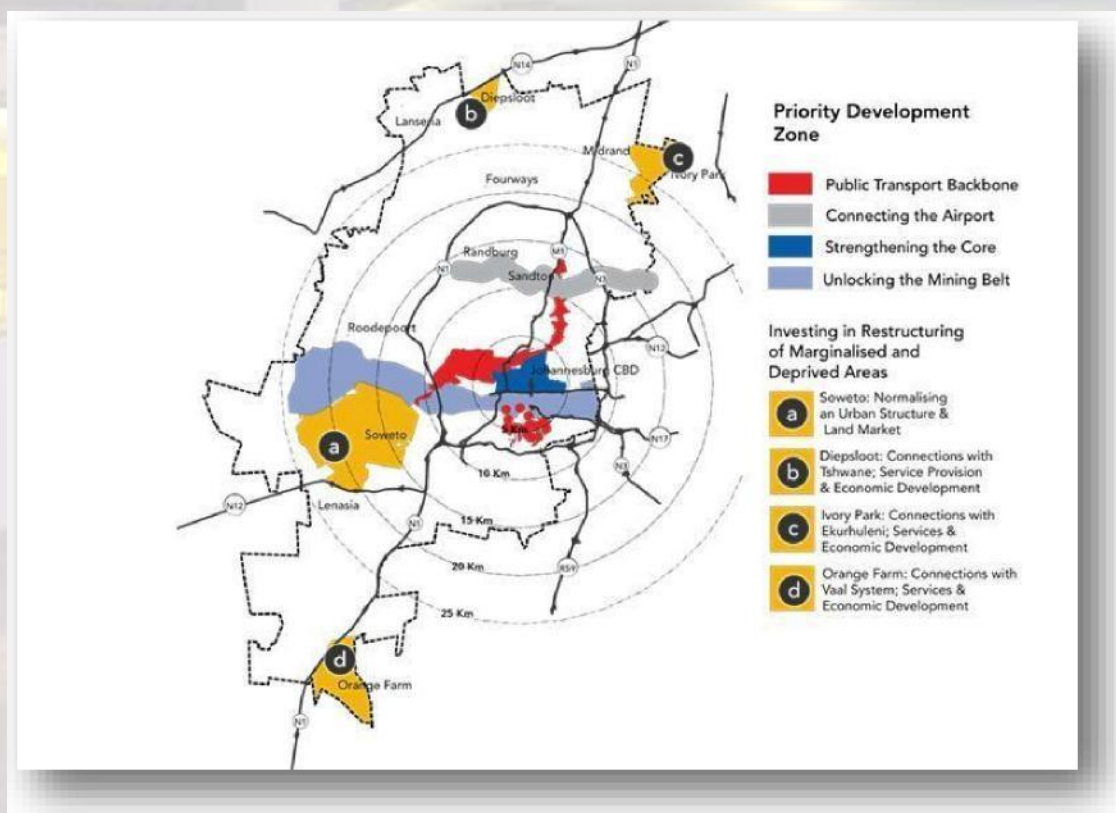 N14
N1
Diepsloot
b
Lanseria
Midrand
c
Ivory Park
Fourways
Randburg
M1
N1
Sandton
N3
Roodepoort
N12
Johannesburg CBD
Soweto
a
5 Km
N17
10 Km
N3
N12
Lenasia
15 Km
N1
20 Km
R59
25 Km
d
Orange Farm
N1
Priority Development
Zone
Public Transport Backbone
Connecting the Airport
Strengthening the Core
Unlocking the Mining Belt
Investing in Restructuring
of Marginalised and
Deprived Areas
a
Soweto: Normalising
an Urban Structure &
Land Market
b
Diepsloot: Connections with
Tshwane; Service Provision
& Economic Development
c
Ivory Park: Connections with
Ekurhuleni; Services &
Economic Development
d
Orange Farm: Connections with
Vaal System; Services &
Economic Development